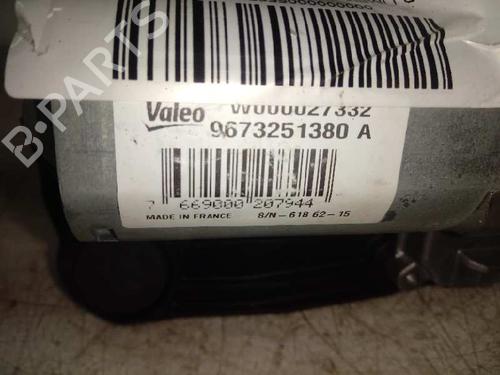 B-PARTS
Valeo W000027332
9673251380 A
7 669000 207944
MADE IN FRANCE S/N-618 62-15